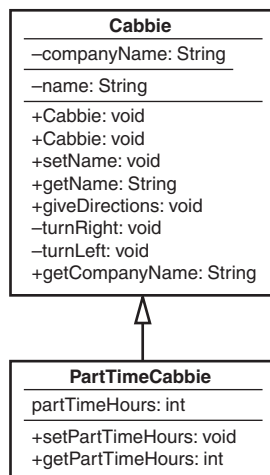 Cabbie
–companyName: String
–name: String
+Cabbie: void
+Cabbie: void
+setName: void
+getName: String
+giveDirections: void
–turnRight: void
–turnLeft: void
+getCompanyName: String
PartTimeCabbie
partTimeHours: int
+setPartTimeHours: void
+getPartTimeHours: int